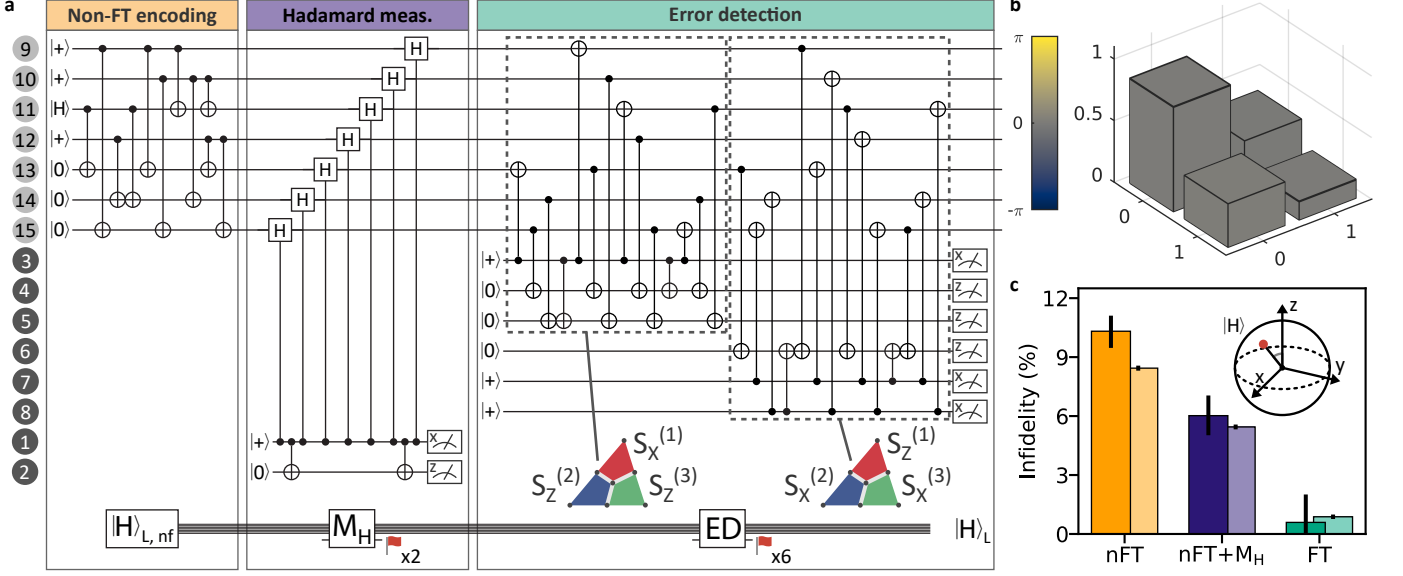 a
Non-FT encoding
Hadamard meas.
Error detection
9 |+⟩ H
10 |+⟩ H
11 |H⟩ H
12 |+⟩ H
13 |0⟩ H
14 |0⟩ H
15 |0⟩ H
3 |+⟩ x
4 |0⟩ z
5 |0⟩ z
6 |0⟩ z
7 |+⟩ x
8 |+⟩ x
1 |+⟩ x
2 |0⟩ z
S_X^(1)
S_Z^(2) S_Z^(3)
S_Z^(1)
S_X^(2) S_X^(3)
|H⟩_L, nf M_H x2 ED x6 |H⟩_L
b
π
0
-π
1
0.5
0
0
1
0
1
c
Infidelity (%)
12
9
6
3
0
nFT
nFT+M_H
FT
|H⟩
z
y
x